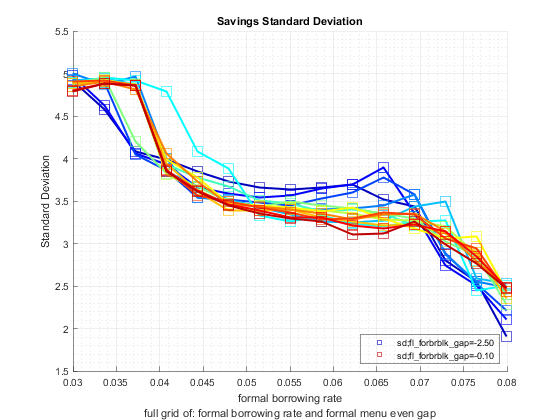 Savings Standard Deviation
5.5
5
4.5
4
3.5
3
2.5
2
1.5
Standard Deviation
sd:fl_forbrblk_gap=-2.50
sd:fl_forbrblk_gap=-0.10
0.03 0.035 0.04 0.045 0.05 0.055 0.06 0.065 0.07 0.075 0.08
formal borrowing rate
full grid of: formal borrowing rate and formal menu even gap